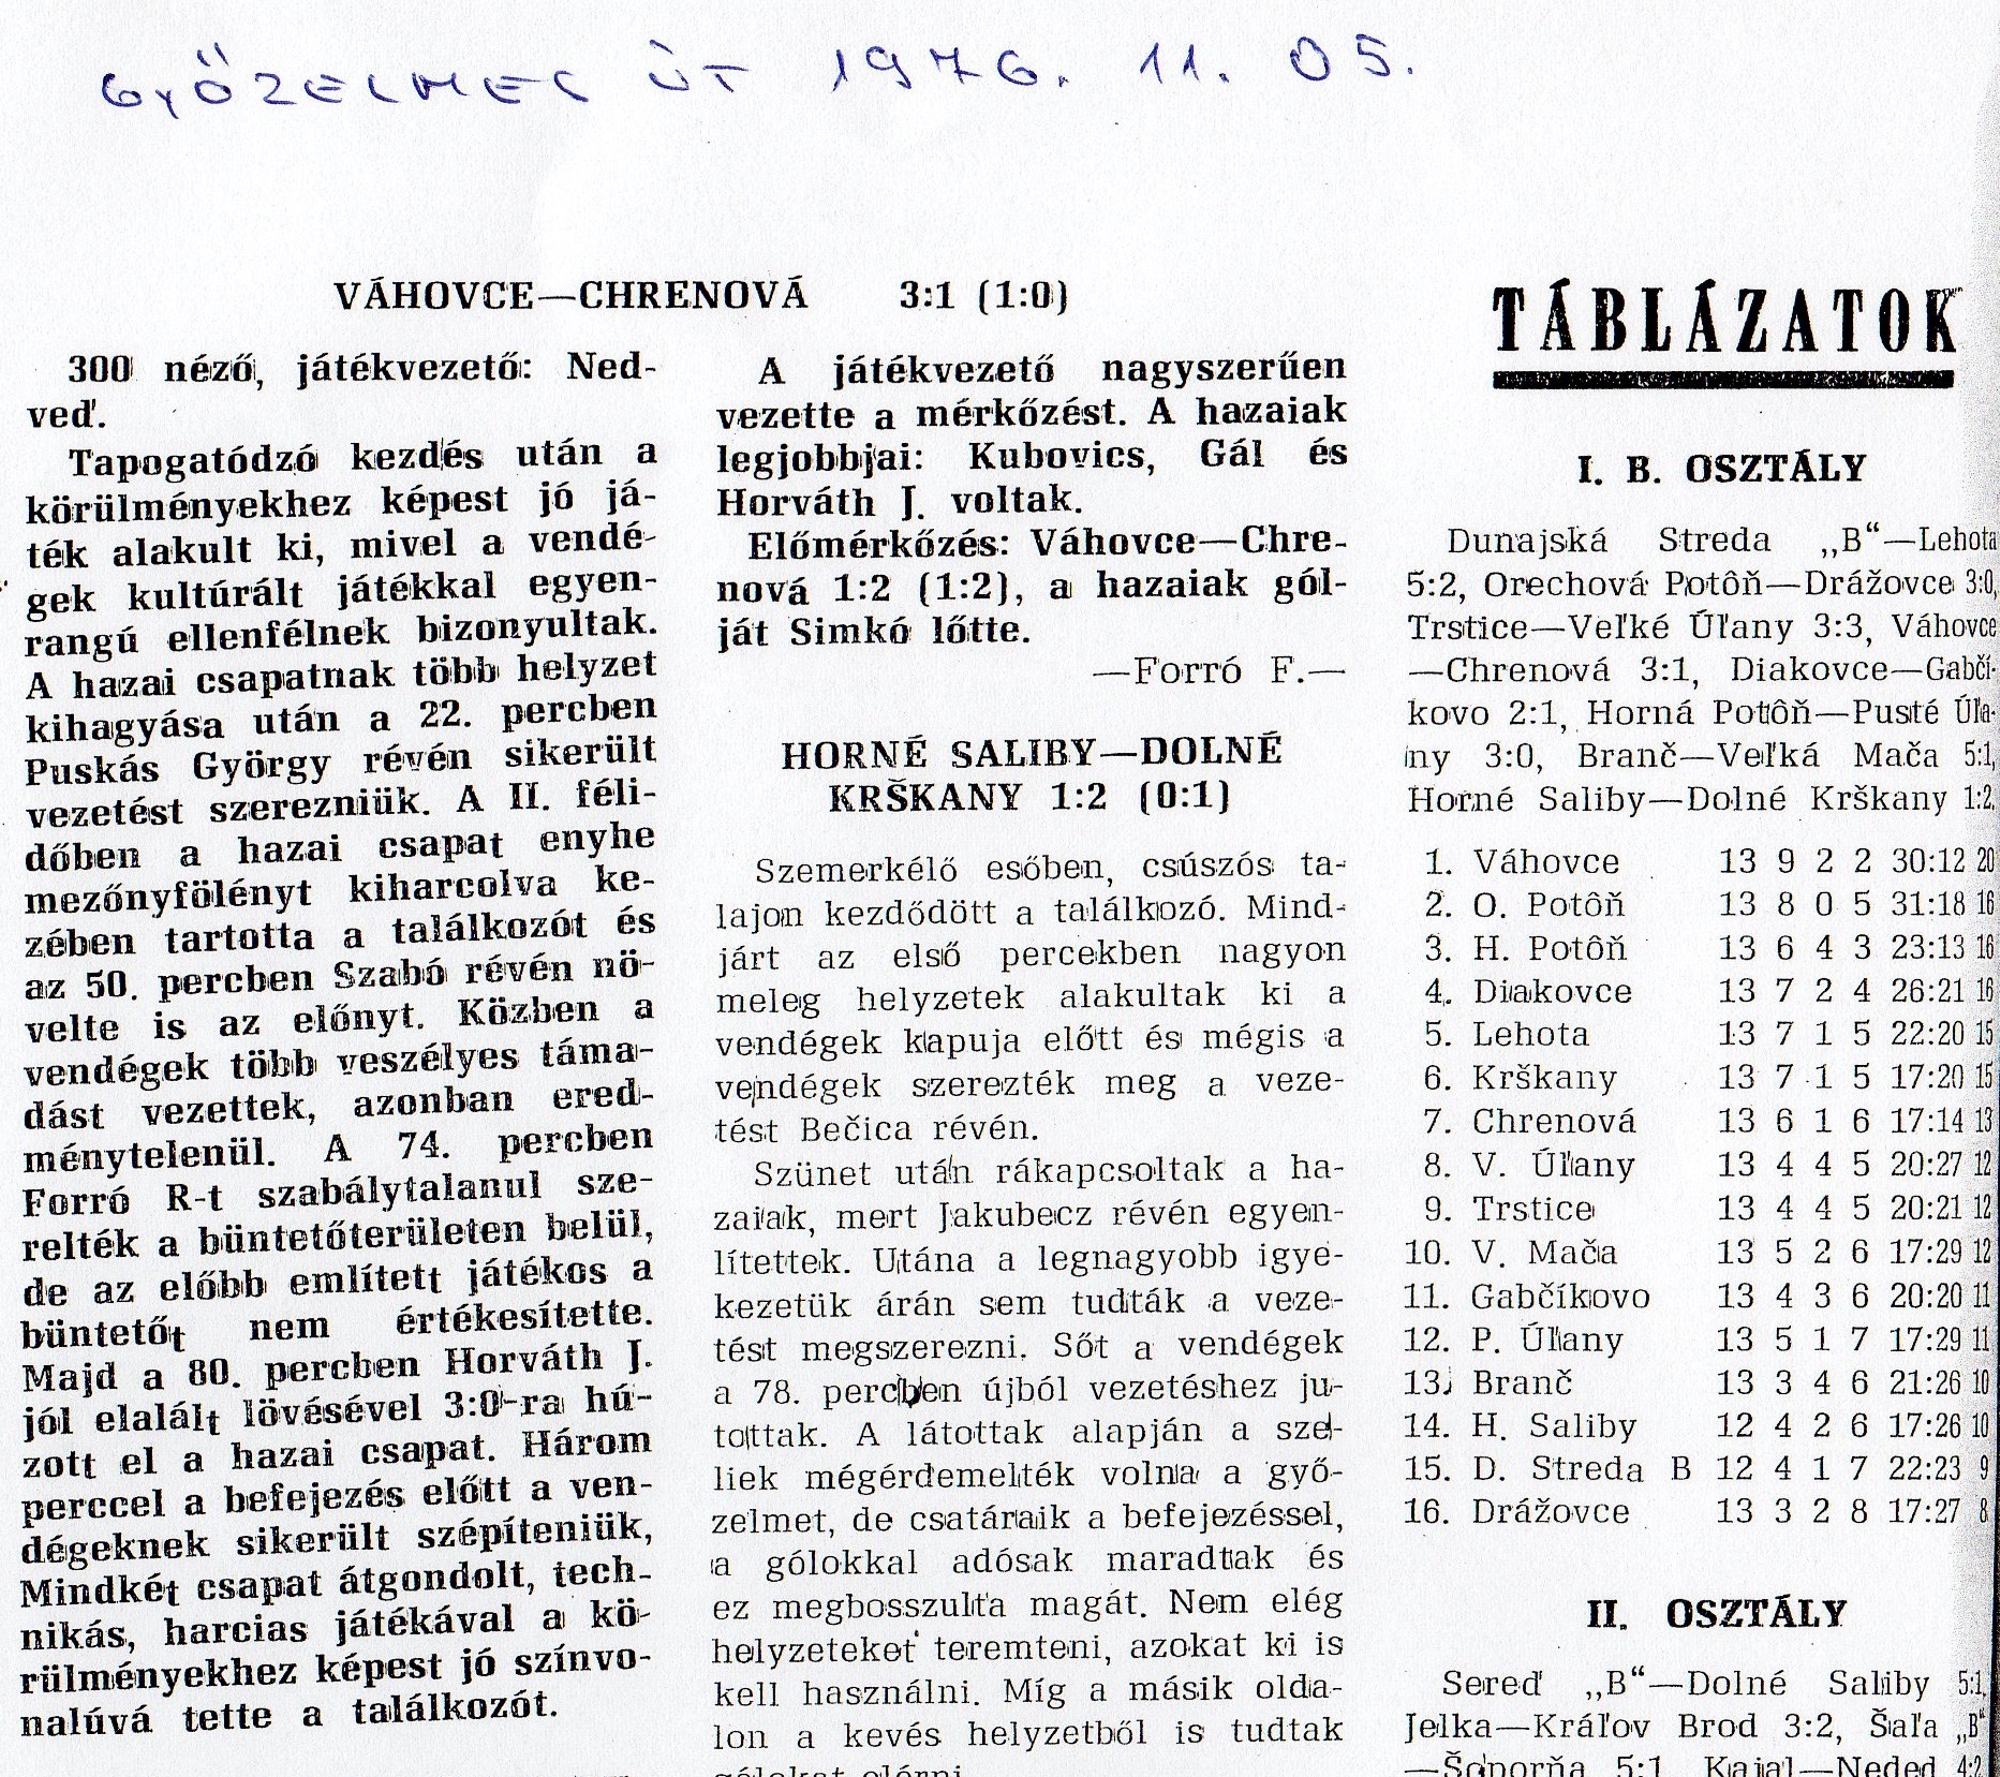 GYŐZELMES ÚT 1976. 11. 05.
VÁHOVCE—CHRENOVÁ 3:1 (1:0)
300 néző, játékvezető: Ned-
veď.
Tapogatódzó kezdés után a
körülményekhez képest jó já-
ték alakult ki, mivel a vendé-
gek kultúrált játékkal egyen-
rangú ellenfélnek bizonyultak.
A hazai csapatnak több helyzet
kihagyása után a 22. percben
Puskás György révén sikerült
vezetést szerezniük. A II. féli-
dőben a hazai csapat enyhe
mezőnyfölényt kiharcolva ke-
zében tartotta a találkozót és
az 50. percben Szabó révén nö-
velte is az előnyt. Közben a
vendégek több veszélyes táma-
dást vezettek, azonban ered-
ménytelenül. A 74. percben
Forró R-t szabálytalanul sze-
relték a büntetőterületen belül,
de az előbb említett játékos a
büntetőt nem értékesítette.
Majd a 80. percben Horváth J.
jól elalált lövésével 3:0-ra hú-
zott el a hazai csapat. Három
perccel a befejezés előtt a ven-
dégeknek sikerült szépíteniük,
Mindkét csapat átgondolt, tech-
nikás, harcias játékával a kö-
rülményekhez képest jó színvo-
nalúvá tette a találkozót.
A játékvezető nagyszerűen
vezette a mérkőzést. A hazaiak
legjobbjai: Kubovics, Gál és
Horváth J. voltak.
Előmérkőzés: Váhovce—Chre-
nová 1:2 (1:2), a hazaiak gól-
ját Simkó lőtte.
—Forró F.—
HORNÉ SALIBY—DOLNÉ
KRŠKANY 1:2 (0:1)
Szemerkélő esőben, csúszós ta-
lajon kezdődött a találkozó. Mind-
járt az első percekben nagyon
meleg helyzetek alakultak ki a
vendégek kapuja előtt és mégis a
vendégek szerezték meg a veze-
tést Bečica révén.
Szünet után rákapcsoltak a ha-
zaiak, mert Jakubecz révén egyen-
lítettek. Utána a legnagyobb igye-
kezetük árán sem tudták a veze-
tést megszerezni. Sőt a vendégek
a 78. percben újból vezetéshez ju-
tottak. A látottak alapján a szel-
liek mégérdemelték volna a győ-
zelmet, de csatáraik a befejezéssel,
a gólokkal adósak maradtak és
ez megbosszulta magát. Nem elég
helyzeteket teremteni, azokat ki is
kell használni. Míg a másik olda-
lon a kevés helyzetből is tudtak
gólokat elérni.
TÁBLÁZATOK
I. B. OSZTÁLY
Dunajská Streda „B“—Lehota
5:2, Orechová Potôň—Drážovce 3:0,
Trstice—Veľké Úľany 3:3, Váhovce
—Chrenová 3:1, Diakovce—Gabčí-
kovo 2:1, Horná Potôň—Pusté Úľa-
ny 3:0, Branč—Veľká Mača 5:1,
Horné Saliby—Dolné Krškany 1:2.
1. Váhovce 13 9 2 2 30:12 20
2. O. Potôň 13 8 0 5 31:18 16
3. H. Potôň 13 6 4 3 23:13 16
4. Diakovce 13 7 2 4 26:21 16
5. Lehota 13 7 1 5 22:20 15
6. Krškany 13 7 1 5 17:20 15
7. Chrenová 13 6 1 6 17:14 13
8. V. Úľany 13 4 4 5 20:27 12
9. Trstice 13 4 4 5 20:21 12
10. V. Mača 13 5 2 6 17:29 12
11. Gabčíkovo 13 4 3 6 20:20 11
12. P. Úľany 13 5 1 7 17:29 11
13. Branč 13 3 4 6 21:26 10
14. H. Saliby 12 4 2 6 17:26 10
15. D. Streda B 12 4 1 7 22:23 9
16. Drážovce 13 3 2 8 17:27 8
II. OSZTÁLY
Sereď „B“—Dolné Saliby 5:1,
Jelka—Kráľov Brod 3:2, Šaľa „B“
—Šoporňa 5:1, Kajal—Neded 4:2